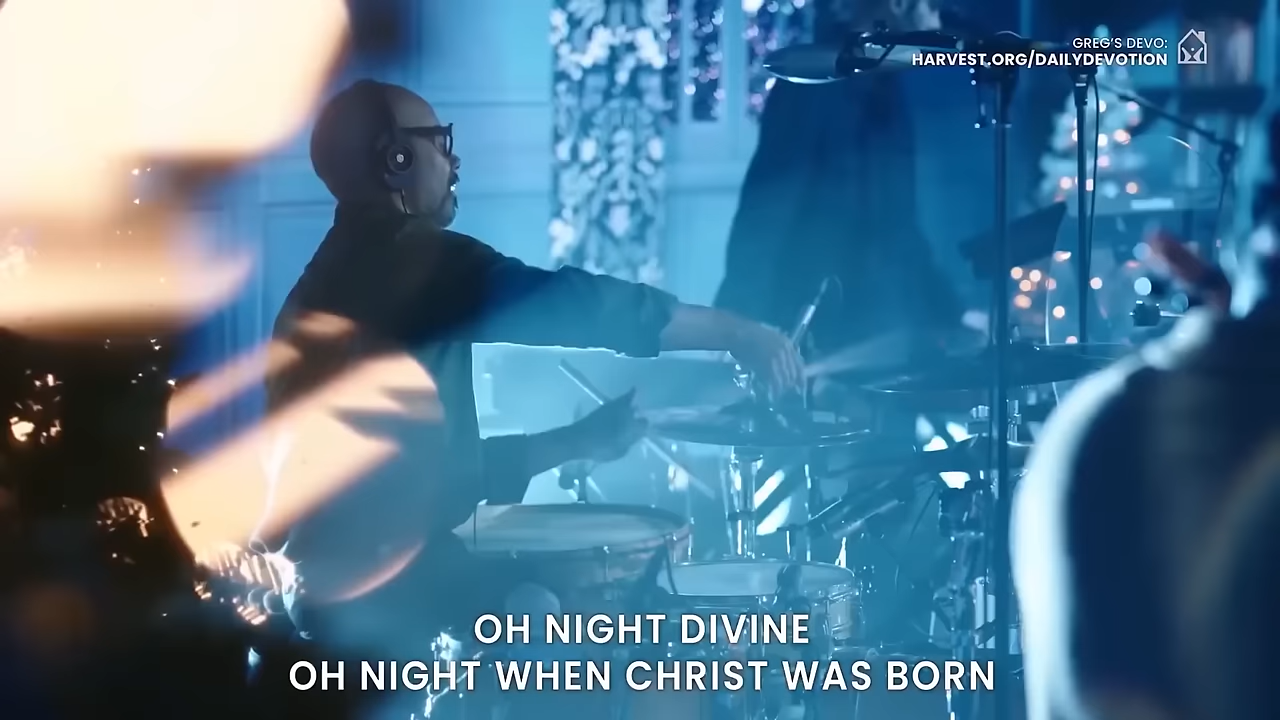 GREG'S DEVO:
HARVEST.ORG/DAILYDEVOTION
OH NIGHT DIVINE
OH NIGHT WHEN CHRIST WAS BORN